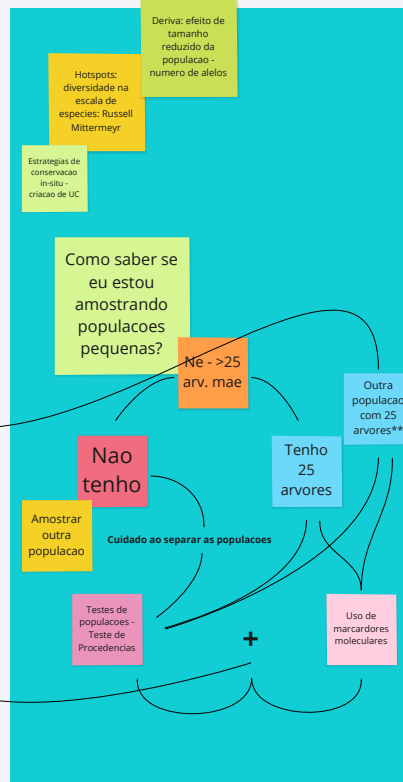 Deriva: efeito de
tamanho
reduzido da
populacao -
numero de alelos
Hotspots:
diversidade na
escala de
especies: Russell
Mittermeyr
Estrategias de
conservacao
in-situ -
criacao de UC
Como saber se
eu estou
amostrando
populacoes
pequenas?
Ne - >25
arv. mae
Outra
populacao
com 25
arvores**
Nao
tenho
Tenho
25
arvores
Amostrar
outra
populacao
Cuidado ao separar as populacoes
Testes de
populacoes -
Teste de
Procedencias
+
Uso de
marcardores
moleculares